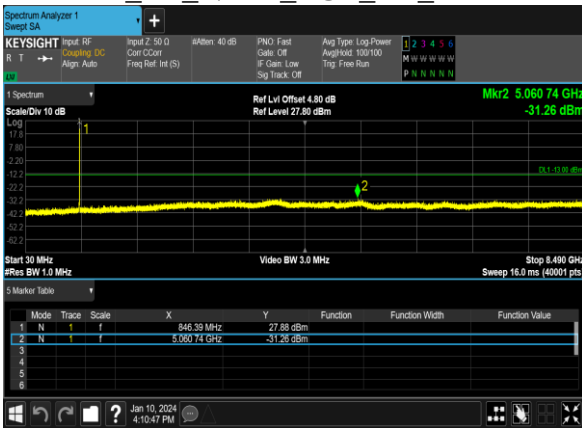 Spectrum Analyzer 1
Swept SA
+
KEYSIGHT Input: RF Input Z: 50 Ω #Atten: 40 dB PNO: Fast Avg Type: Log-Power 1 2 3 4 5 6
R T Coupling: DC Corr CCorr Gate: Off Avg|Hold: 100/100 M W W W W W
Align: Auto Freq Ref: Int (S) IF Gain: Low Trig: Free Run
Sig Track: Off P N N N N N
LV
1 Spectrum Ref Lvl Offset 4.80 dB Mkr2 5.060 74 GHz
Scale/Div 10 dB Ref Level 27.80 dBm -31.26 dBm
Log
17.8
7.80
-2.20
-12.2
-22.2
-32.2
-42.2
-52.2
-62.2
1
DL1 -13.00 dBm
2
Start 30 MHz Video BW 3.0 MHz Stop 8.490 GHz
#Res BW 1.0 MHz Sweep 16.0 ms (40001 pts
5 Marker Table
Mode Trace Scale X Y Function Function Width Function Value
1 N 1 f 846.39 MHz 27.88 dBm
2 N 1 f 5.060 74 GHz -31.26 dBm
3
4
5
6
? Jan 10, 2024
4:10:47 PM